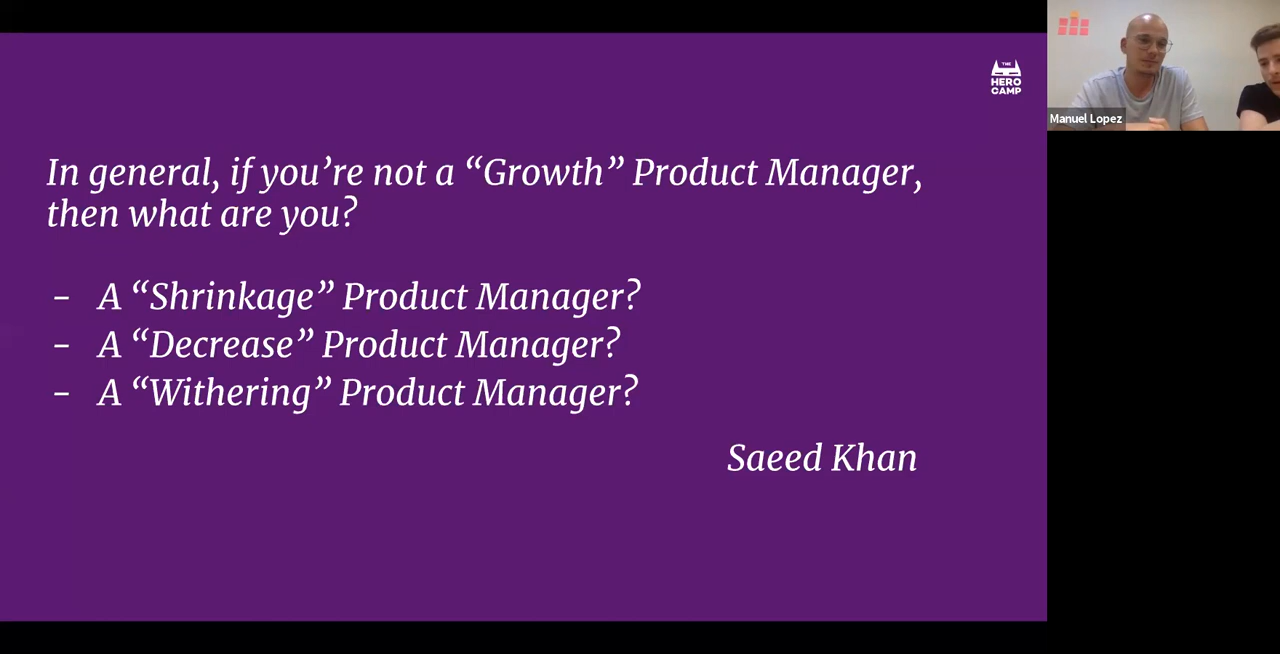 THE
HERO
CAMP
Manuel Lopez
In general, if you’re not a “Growth” Product Manager,
then what are you?
- A “Shrinkage” Product Manager?
- A “Decrease” Product Manager?
- A “Withering” Product Manager?
Saeed Khan